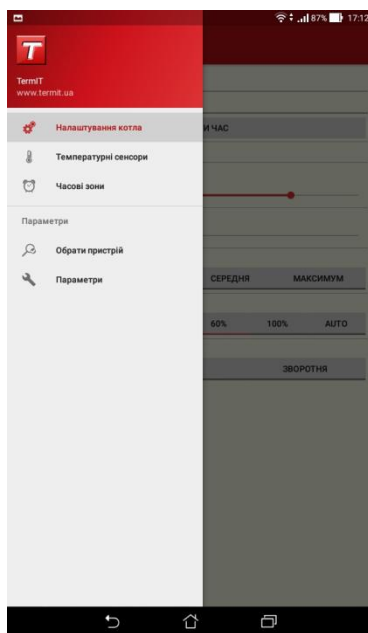 87% 17:12
T
TermIT
www.termit.ua
Налаштування котла
И ЧАС
Температурні сенсори
Часові зони
Параметри
Обрати пристрій
Параметри
СЕРЕДНЯ МАКСИМУМ
60% 100% AUTO
ЗВОРОТНЯ